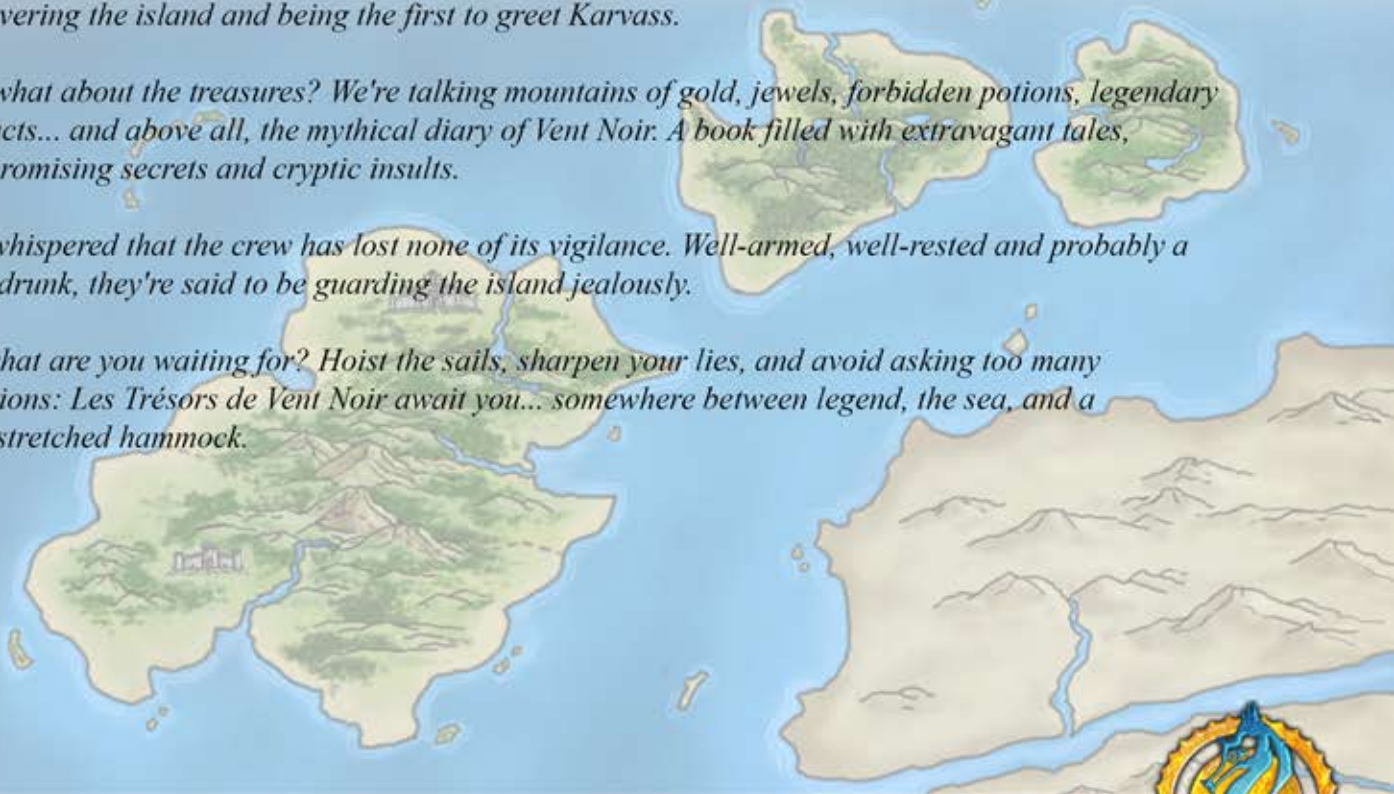 vering the island and being the first to greet Karvass.
what about the treasures? We're talking mountains of gold, jewels, forbidden potions, legendary
cts... and above all, the mythical diary of Vent Noir. A book filled with extravagant tales,
romising secrets and cryptic insults.
whispered that the crew has lost none of its vigilance. Well-armed, well-rested and probably a
drunk, they're said to be guarding the island jealously.
hat are you waiting for? Hoist the sails, sharpen your lies, and avoid asking too many
ions: Les Trésors de Vent Noir await you... somewhere between legend, the sea, and a
stretched hammock.